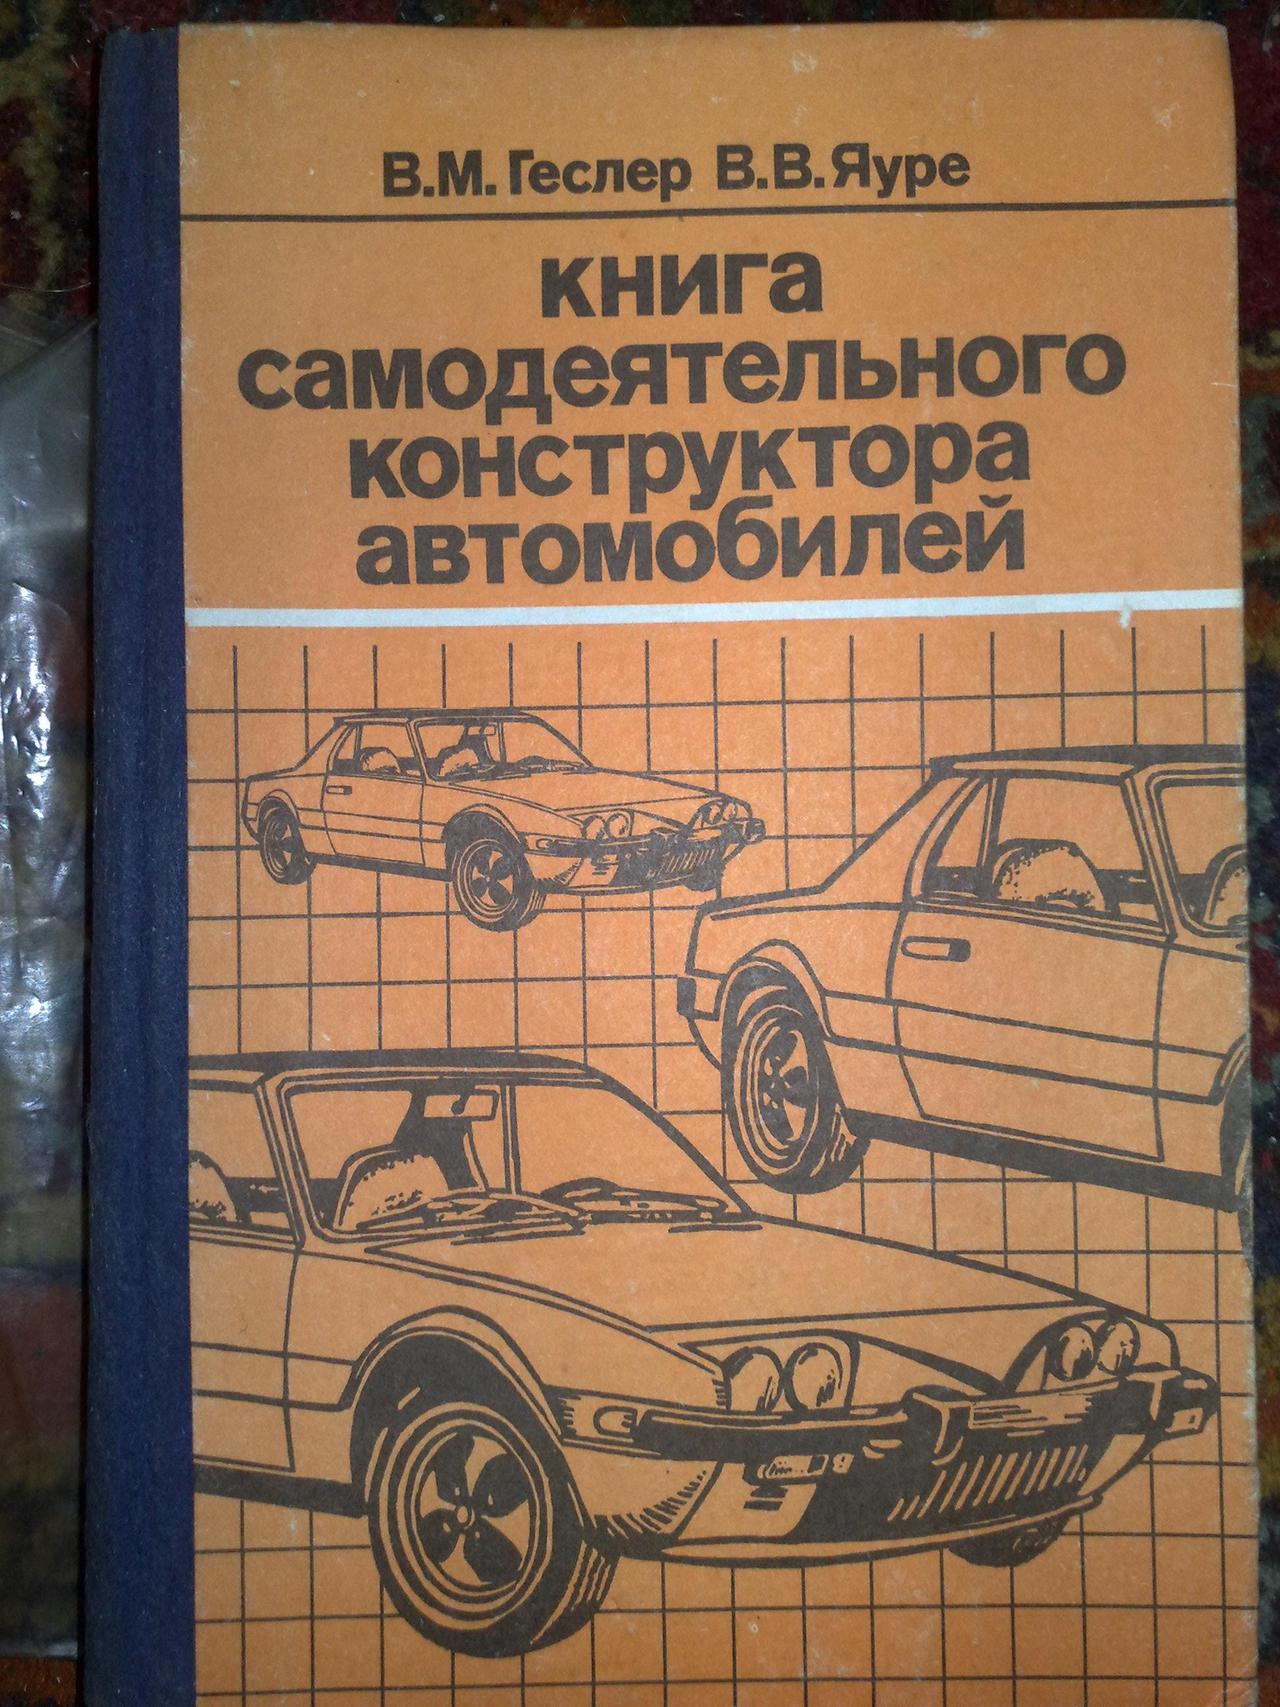 В.М. Геслер В.В. Яуре
книга
самодеятельного
конструктора
автомобилей